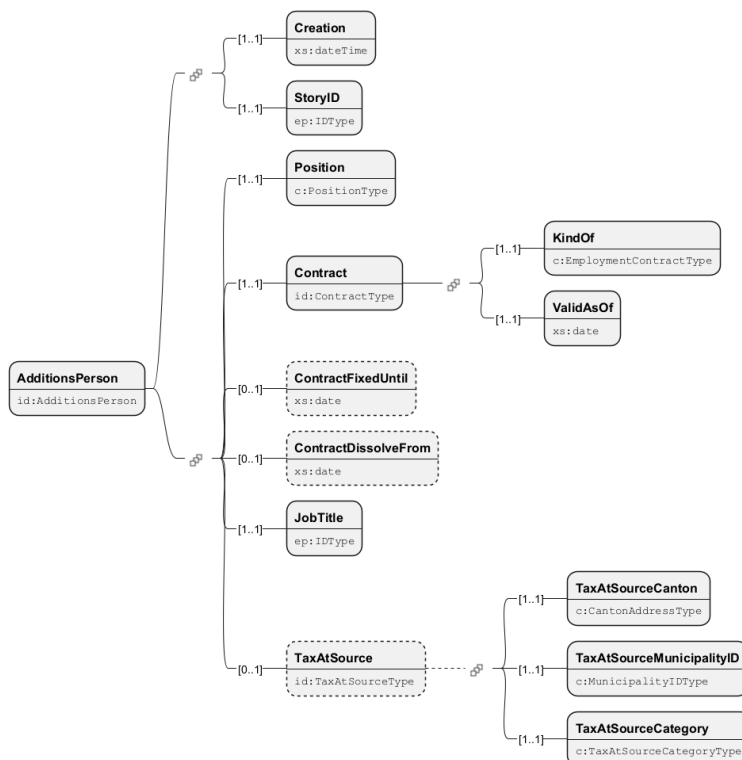 Creation
[1..1]
xs:dateTime
StoryID
[1..1]
ep:IDType
Position
[1..1]
c:PositionType
KindOf
[1..1]
c:EmploymentContractType
Contract
[1..1]
id:ContractType
ValidAsOf
[1..1]
xs:date
AdditionsPerson
id:AdditionsPerson
ContractFixedUntil
[0..1]
xs:date
ContractDissolveFrom
[0..1]
xs:date
JobTitle
[1..1]
ep:IDType
TaxAtSourceCanton
[1..1]
c:CantonAddressType
TaxAtSource
[0..1]
id:TaxAtSourceType
TaxAtSourceMunicipalityID
[1..1]
c:MunicipalityIDType
TaxAtSourceCategory
[1..1]
c:TaxAtSourceCategoryType